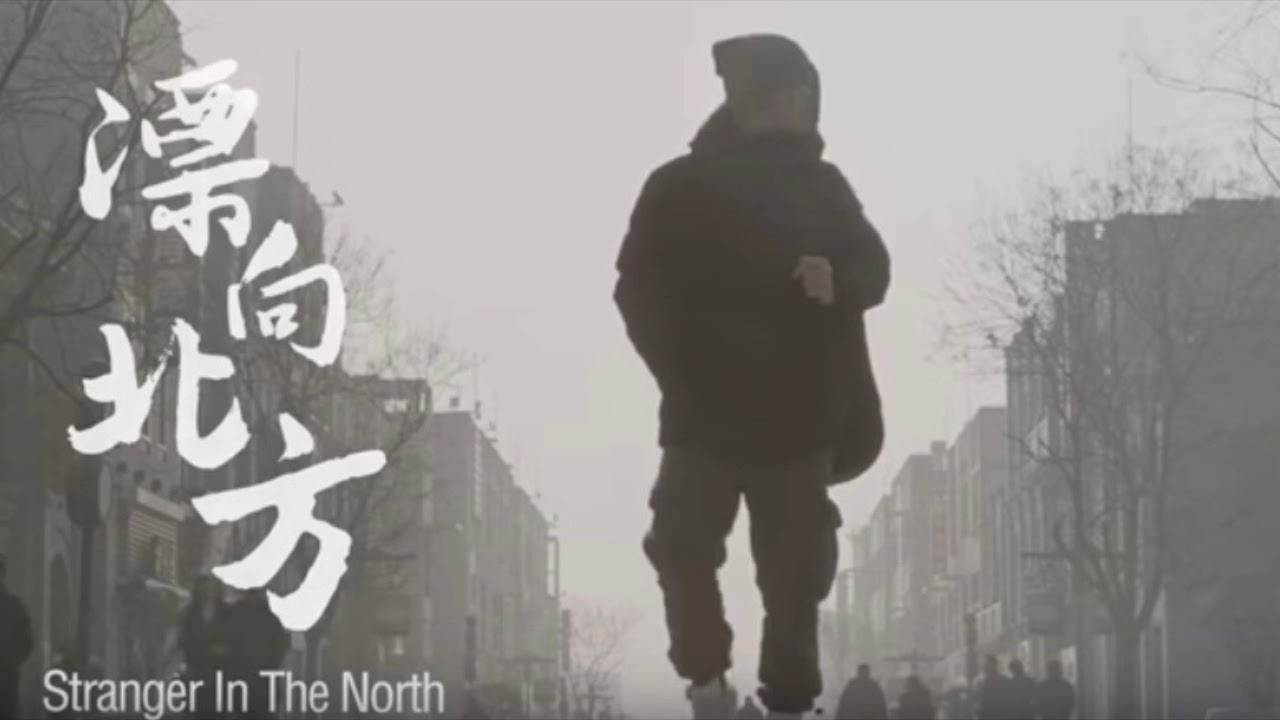 漂向北方
Stranger In The North